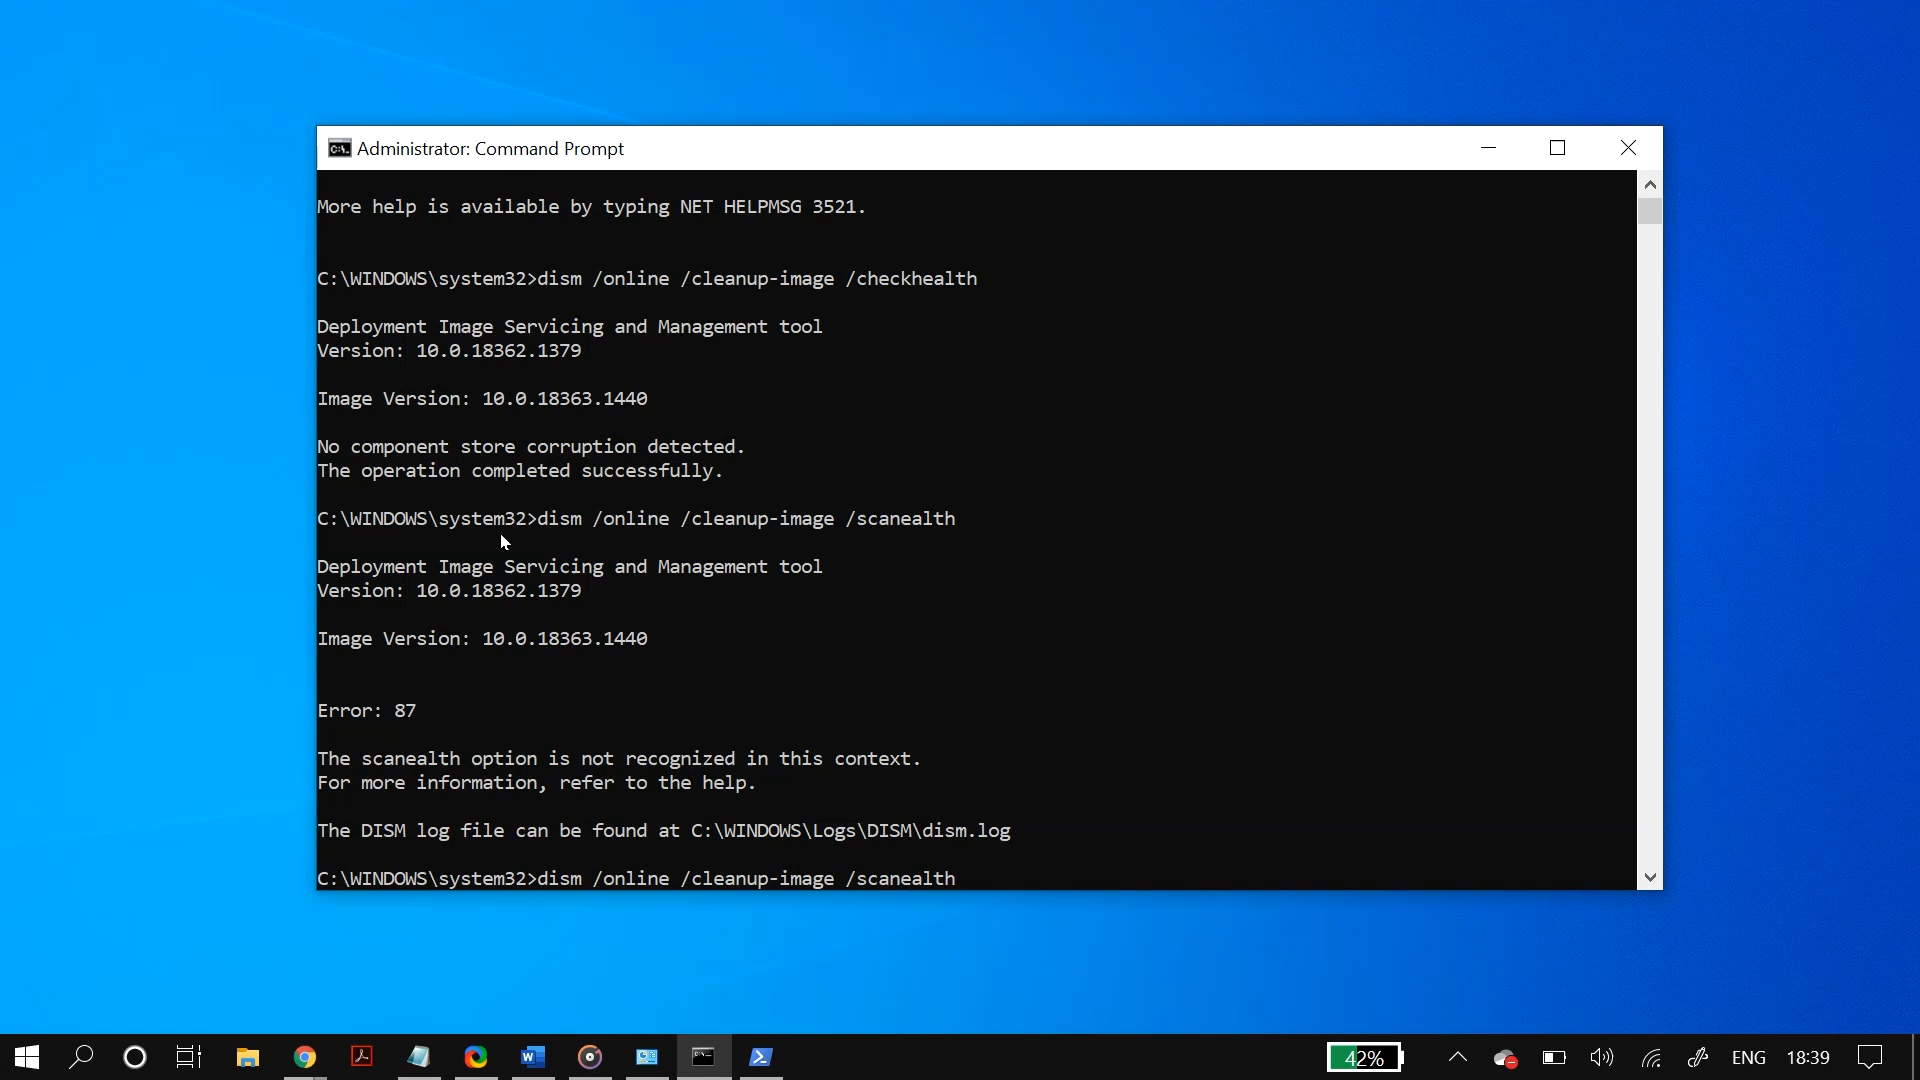 Administrator: Command Prompt
More help is available by typing NET HELPMSG 3521.
C:\WINDOWS\system32>dism /online /cleanup-image /checkhealth
Deployment Image Servicing and Management tool
Version: 10.0.18362.1379
Image Version: 10.0.18363.1440
No component store corruption detected.
The operation completed successfully.
C:\WINDOWS\system32>dism /online /cleanup-image /scanealth
Deployment Image Servicing and Management tool
Version: 10.0.18362.1379
Image Version: 10.0.18363.1440
Error: 87
The scanealth option is not recognized in this context.
For more information, refer to the help.
The DISM log file can be found at C:\WINDOWS\Logs\DISM\dism.log
C:\WINDOWS\system32>dism /online /cleanup-image /scanealth
42% ENG 18:39